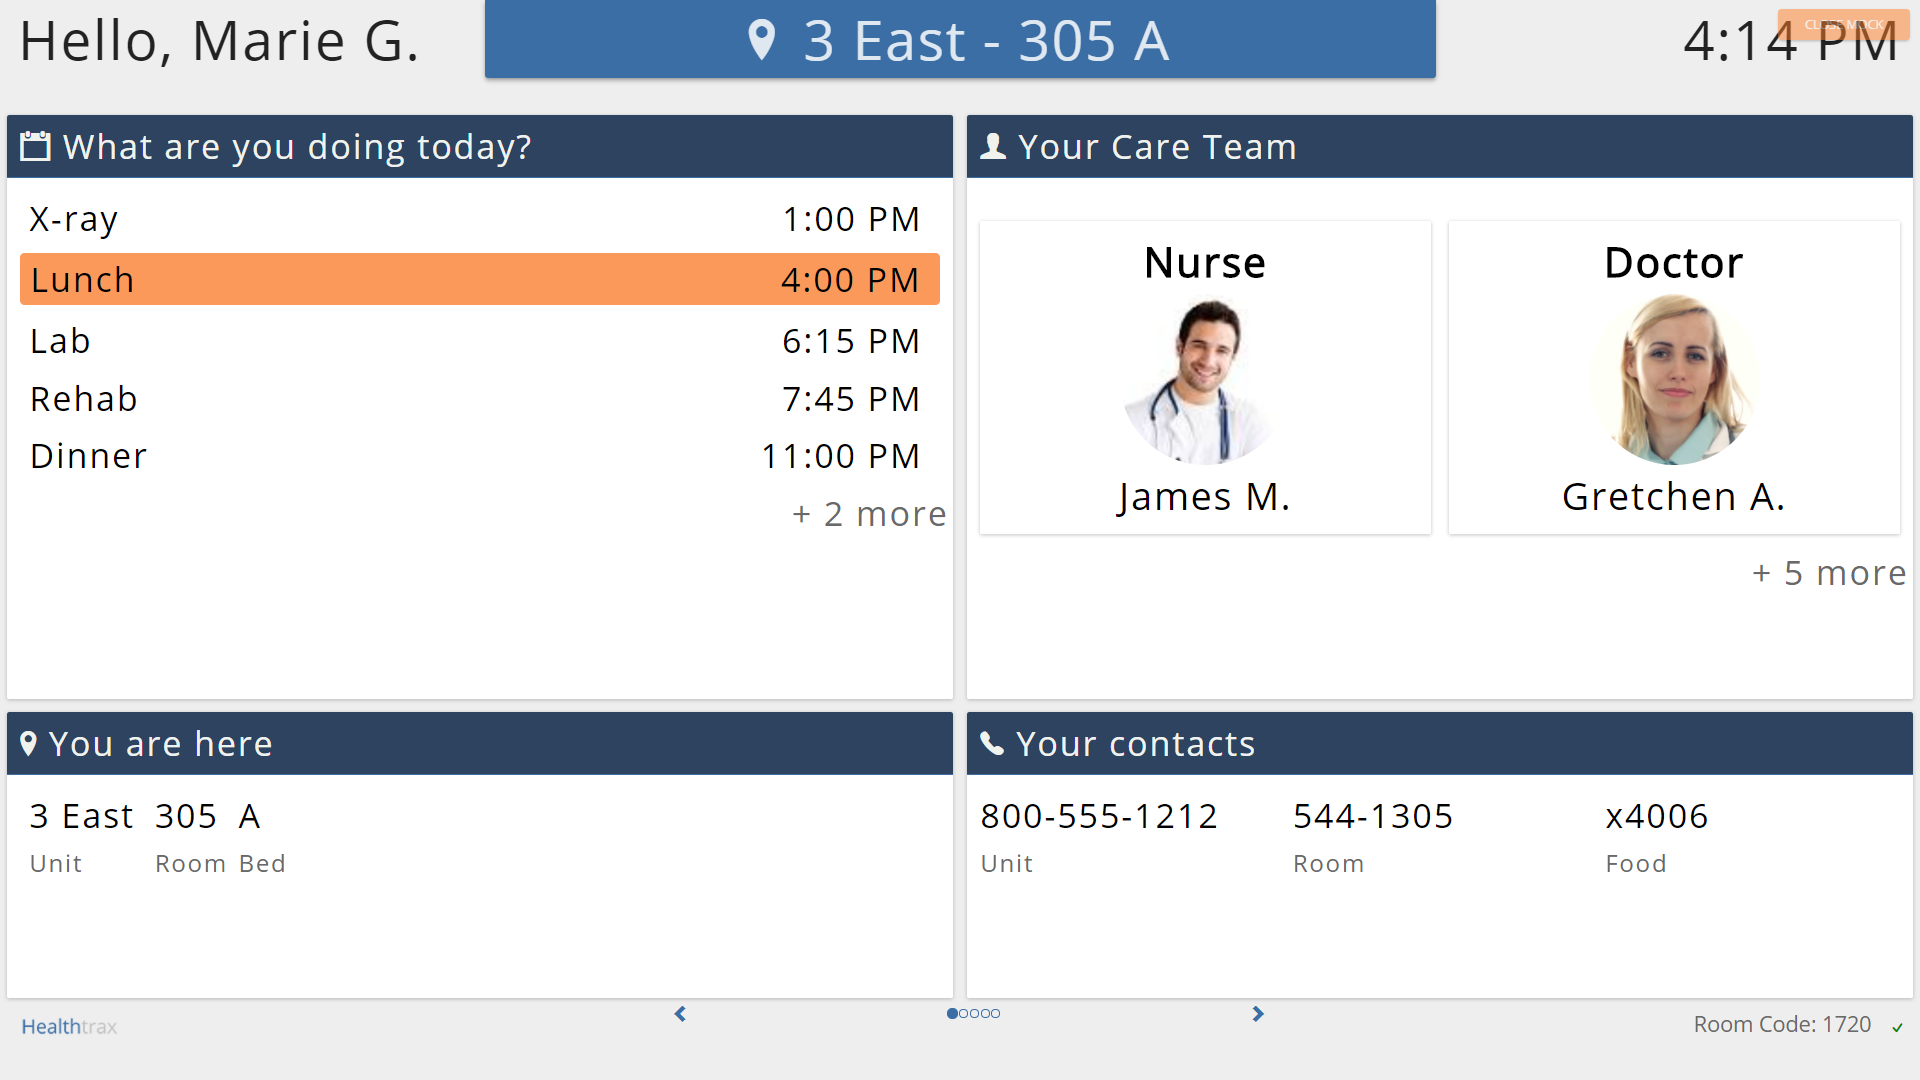 Hello, Marie G.
3 East - 305 A
4:14 PM
CLOSE MOCK
What are you doing today?
X-ray 1:00 PM
Lunch 4:00 PM
Lab 6:15 PM
Rehab 7:45 PM
Dinner 11:00 PM
+ 2 more
Your Care Team
Nurse
James M.
Doctor
Gretchen A.
+ 5 more
You are here
3 East 305 A
Unit Room Bed
Your contacts
800-555-1212 544-1305 x4006
Unit Room Food
Healthtrax
Room Code: 1720